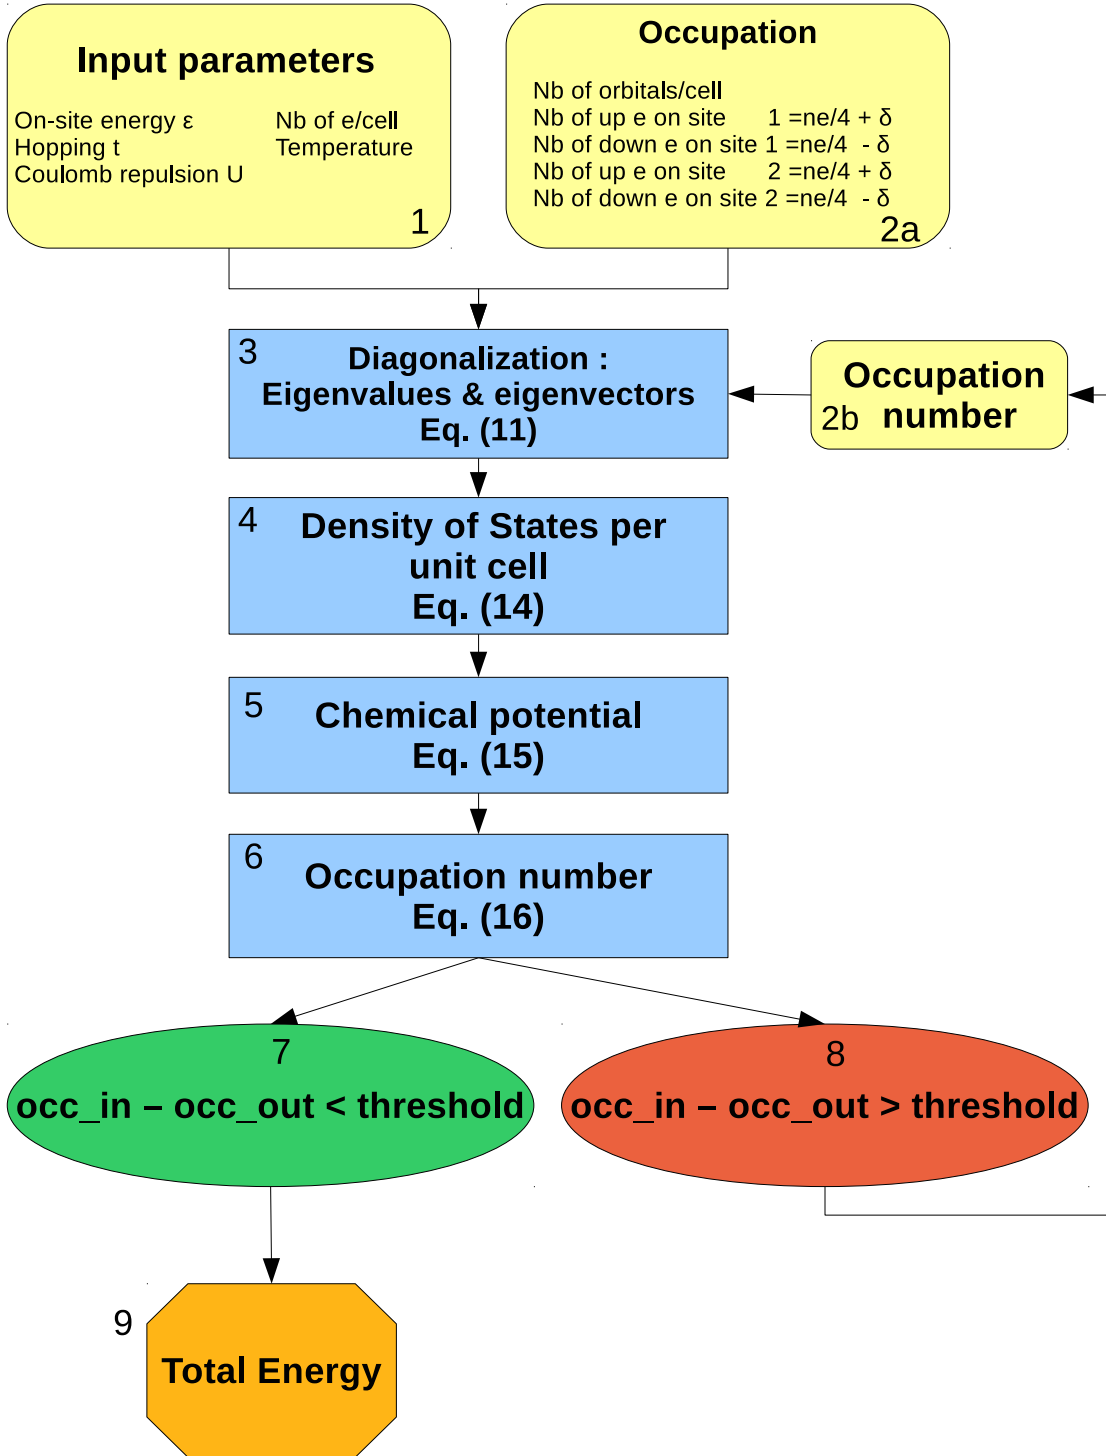 Input parameters
On-site energy ε
Nb of e/cell
Hopping t
Temperature
Coulomb repulsion U
1
Occupation
Nb of orbitals/cell
Nb of up e on site 1 =ne/4 + δ
Nb of down e on site 1 =ne/4 - δ
Nb of up e on site 2 =ne/4 + δ
Nb of down e on site 2 =ne/4 - δ
2a
3
Diagonalization :
Eigenvalues & eigenvectors
Eq. (11)
Occupation
number
2b
4
Density of States per
unit cell
Eq. (14)
5
Chemical potential
Eq. (15)
6
Occupation number
Eq. (16)
7
occ_in – occ_out < threshold
8
occ_in – occ_out > threshold
9
Total Energy